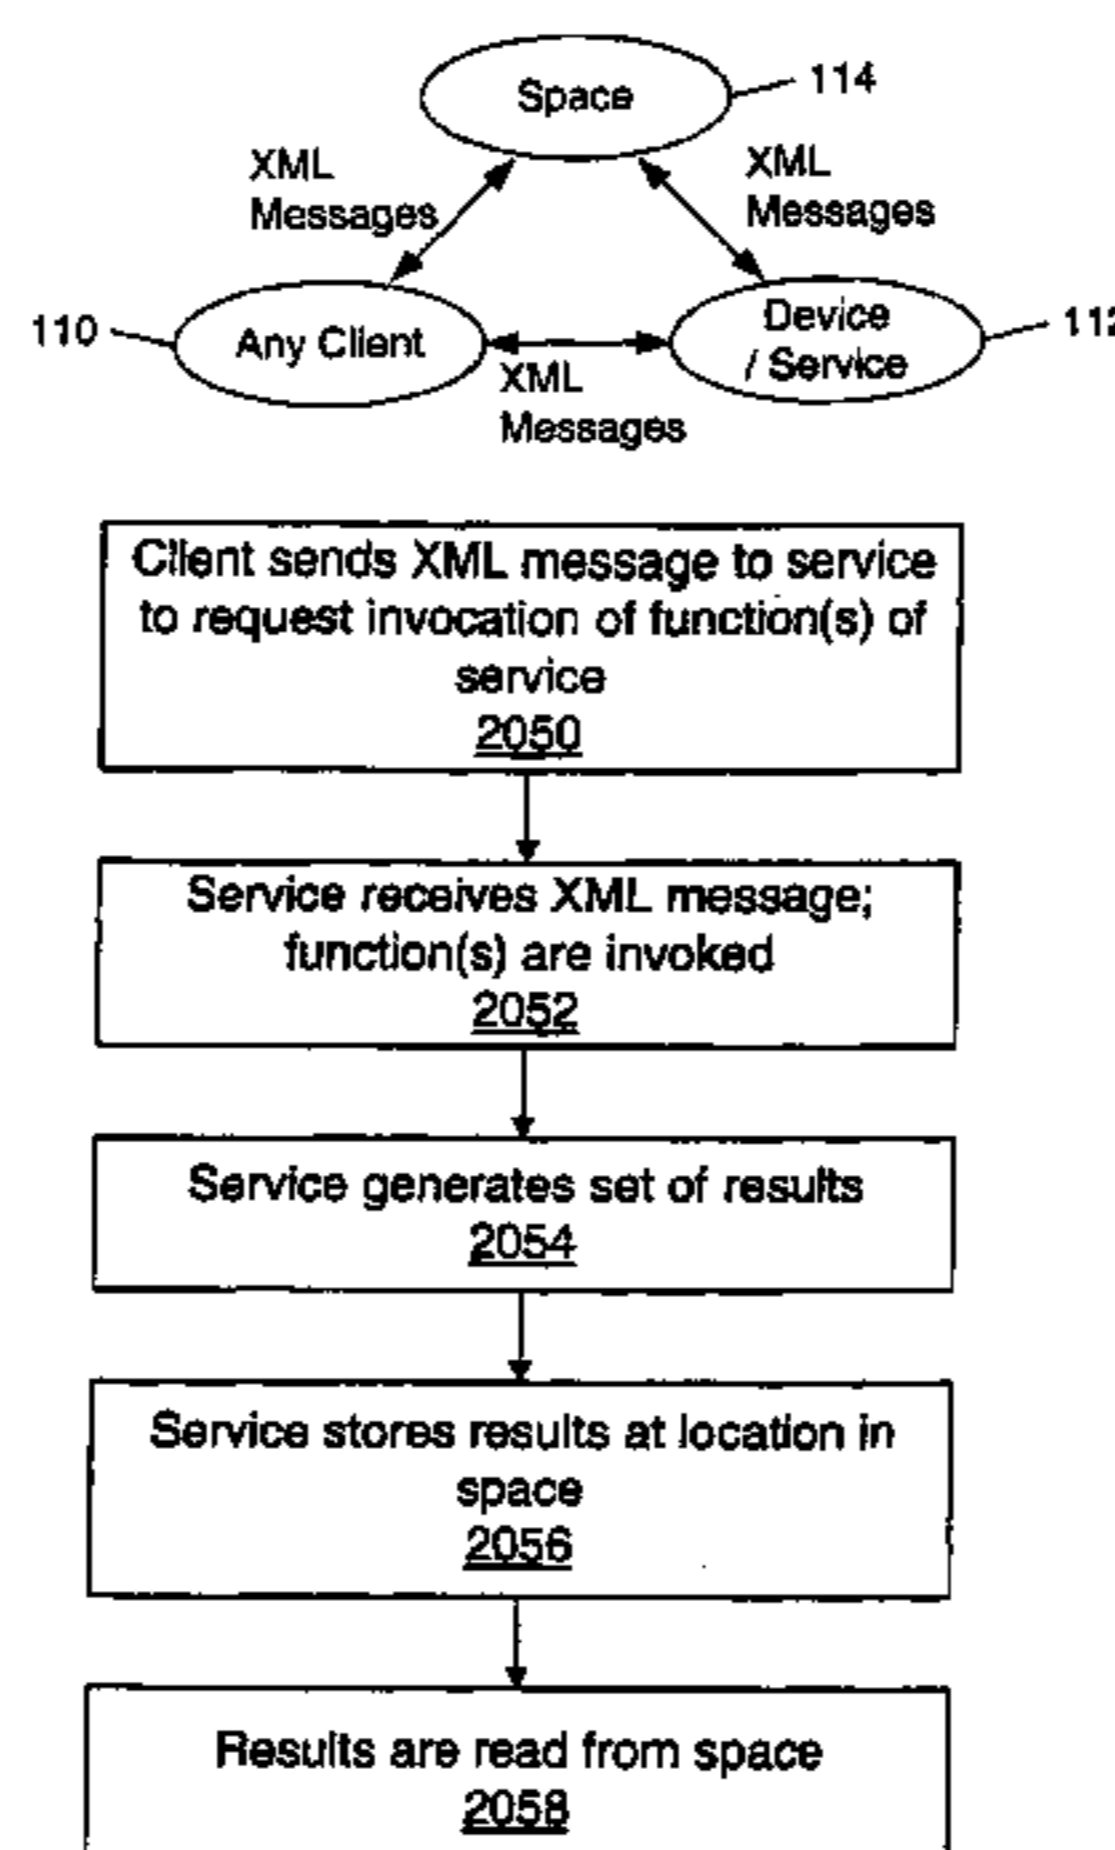 Space
114
XML
Messages
XML
Messages
110
Any Client
Device
/ Service
112
XML
Messages
Client sends XML message to service
to request invocation of function(s) of
service
2050
Service receives XML message;
function(s) are invoked
2052
Service generates set of results
2054
Service stores results at location in
space
2056
Results are read from space
2058